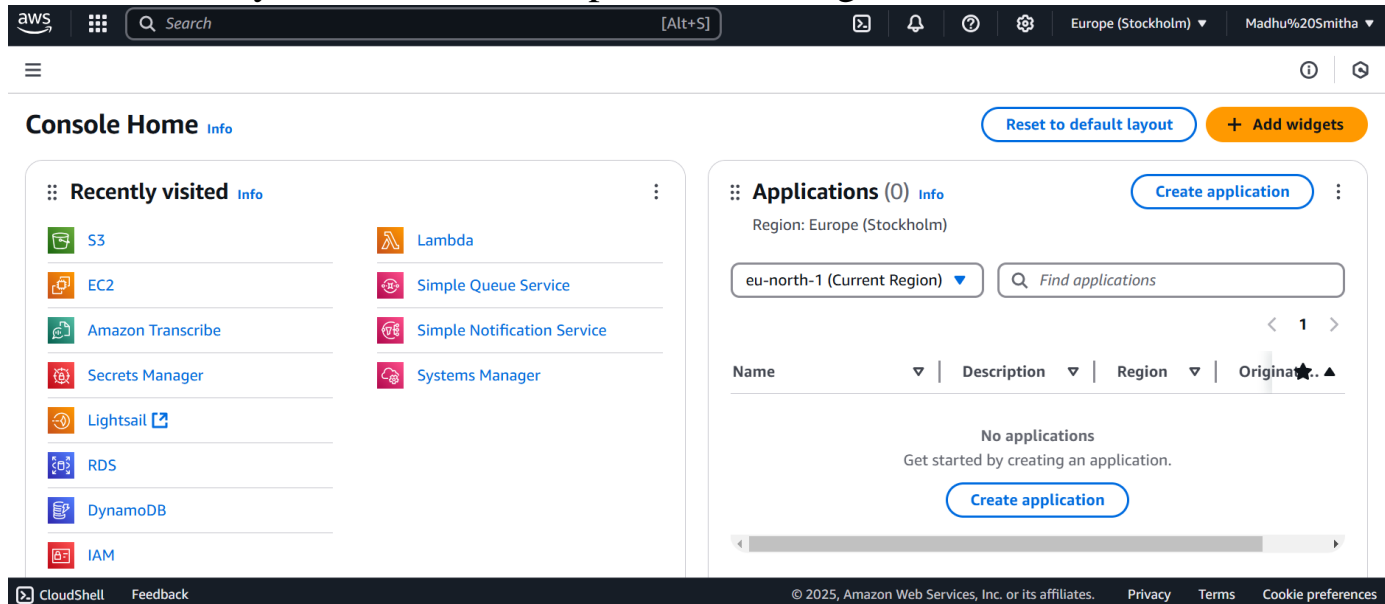 aws
Search [Alt+S] Europe (Stockholm) Madhu%20Smitha
Console Home Info
Reset to default layout
+ Add widgets
Recently visited Info
S3
EC2
Amazon Transcribe
Secrets Manager
Lightsail
RDS
DynamoDB
IAM
Lambda
Simple Queue Service
Simple Notification Service
Systems Manager
Applications (0) Info
Create application
Region: Europe (Stockholm)
eu-north-1 (Current Region)
Find applications
1
Name Description Region
No applications
Get started by creating an application.
Create application
CloudShell Feedback © 2025, Amazon Web Services, Inc. or its affiliates. Privacy Terms Cookie preferences